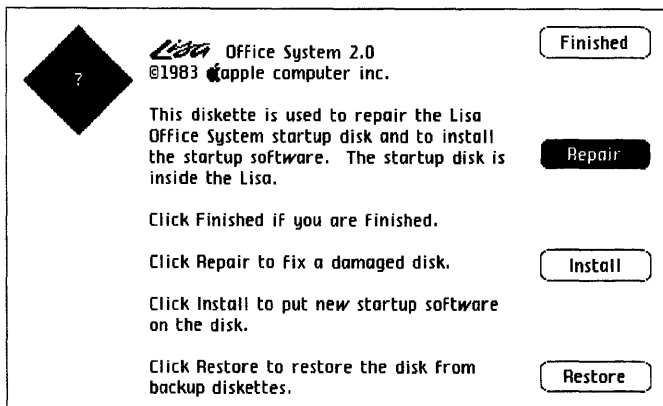 ?
Lisa Office System 2.0
©1983 apple computer inc.
This diskette is used to repair the Lisa
Office System startup disk and to install
the startup software.  The startup disk is
inside the Lisa.
Click Finished if you are finished.
Click Repair to fix a damaged disk.
Click Install to put new startup software
on the disk.
Click Restore to restore the disk from
backup diskettes.
Finished
Repair
Install
Restore